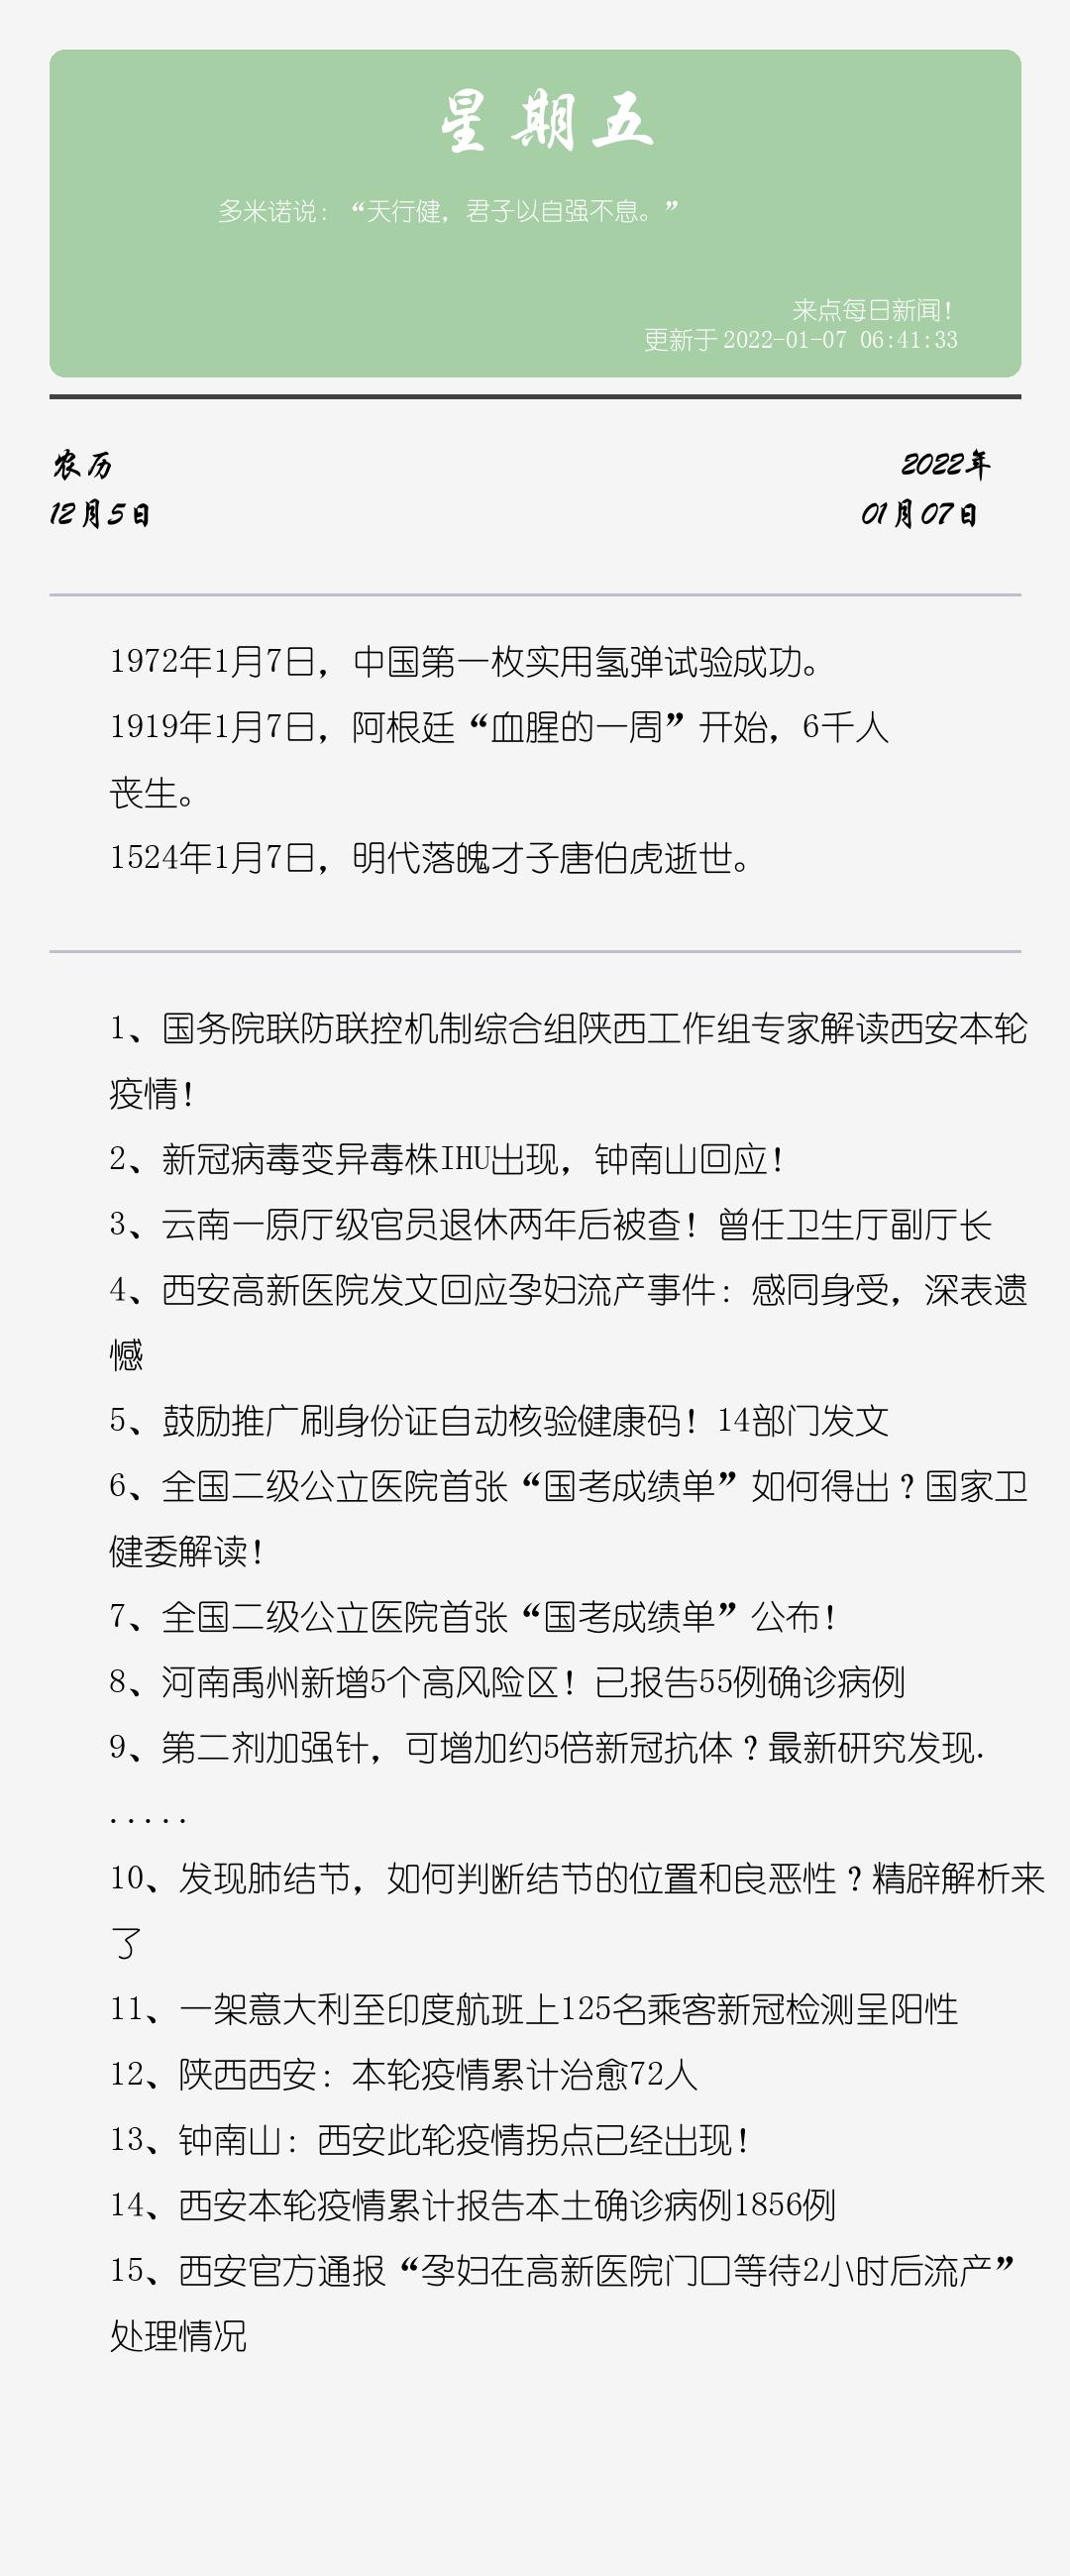 星期五
多米诺说：“天行健，君子以自强不息。”
来点每日新闻！
更新于2022-01-07 06:41:33
农历
2022年
12月5日
01月07日
1972年1月7日，中国第一枚实用氢弹试验成功。
1919年1月7日，阿根廷“血腥的一周”开始，6千人
丧生。
1524年1月7日，明代落魄才子唐伯虎逝世。
1、国务院联防联控机制综合组陕西工作组专家解读西安本轮
疫情！
2、新冠病毒变异毒株IHU出现，钟南山回应！
3、云南一原厅级官员退休两年后被查！曾任卫生厅副厅长
4、西安高新医院发文回应孕妇流产事件：感同身受，深表遗
憾
5、鼓励推广刷身份证自动核验健康码！14部门发文
6、全国二级公立医院首张“国考成绩单”如何得出？国家卫
健委解读！
7、全国二级公立医院首张“国考成绩单”公布！
8、河南禹州新增5个高风险区！已报告55例确诊病例
9、第二剂加强针，可增加约5倍新冠抗体？最新研究发现.
.....
10、发现肺结节，如何判断结节的位置和良恶性？精辟解析来
了
11、一架意大利至印度航班上125名乘客新冠检测呈阳性
12、陕西西安：本轮疫情累计治愈72人
13、钟南山：西安此轮疫情拐点已经出现！
14、西安本轮疫情累计报告本土确诊病例1856例
15、西安官方通报“孕妇在高新医院门口等待2小时后流产”
处理情况